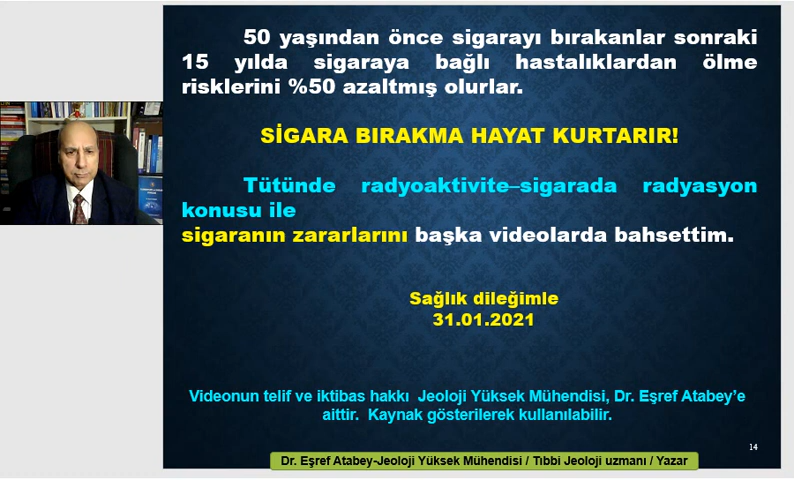 50 yaşından önce sigarayı bırakanlar sonraki
15 yılda sigaraya bağlı hastalıklardan ölme
risklerini %50 azaltmış olurlar.
SİGARA BIRAKMA HAYAT KURTARIR!
Tütünde radyoaktivite–sigarada radyasyon
konusu ile
sigaranın zararlarını başka videolarda bahsettim.
Sağlık dileğimle
31.01.2021
Videonun telif ve iktibas hakkı Jeoloji Yüksek Mühendisi, Dr. Eşref Atabey'e
aittir. Kaynak gösterilerek kullanılabilir.
14
Dr. Eşref Atabey-Jeoloji Yüksek Mühendisi / Tıbbi Jeoloji uzmanı / Yazar